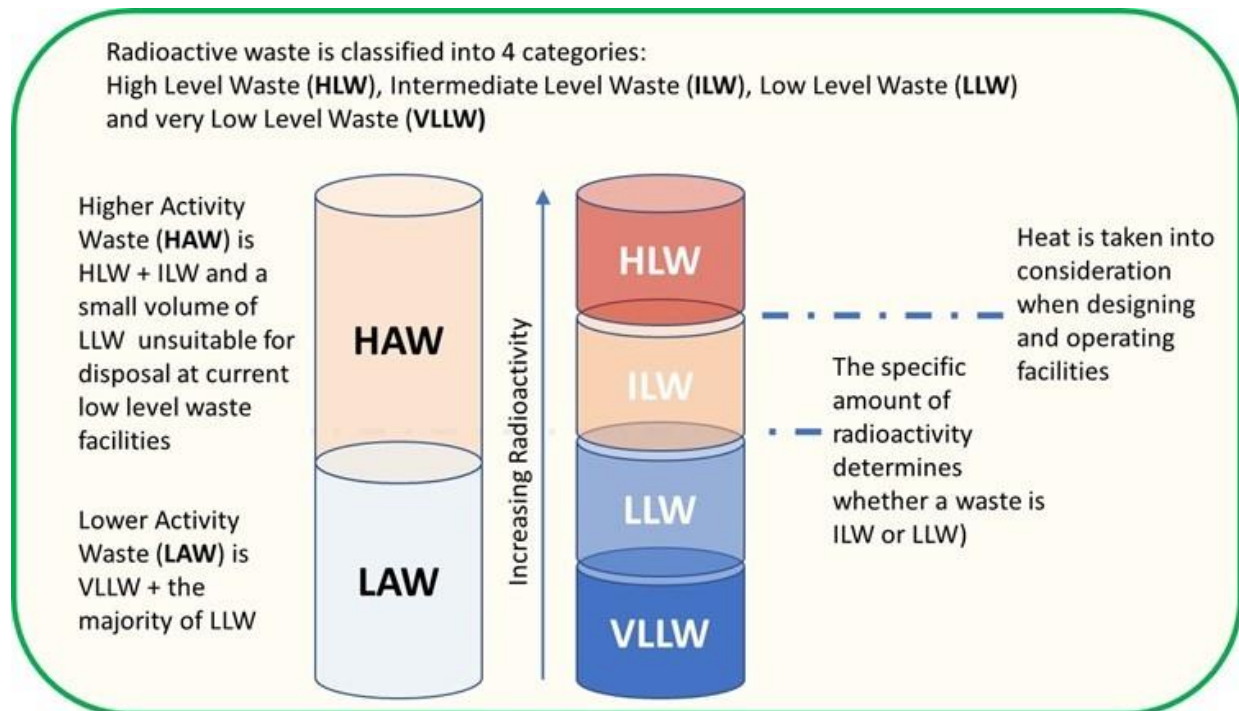 Radioactive waste is classified into 4 categories:
High Level Waste (HLW), Intermediate Level Waste (ILW), Low Level Waste (LLW)
and very Low Level Waste (VLLW)
Higher Activity
Waste (HAW) is
HLW + ILW and a
small volume of
LLW unsuitable for
disposal at current
low level waste
facilities
Lower Activity
Waste (LAW) is
VLLW + the
majority of LLW
HAW
LAW
Increasing Radioactivity
HLW
ILW
LLW
VLLW
Heat is taken into
consideration
when designing
and operating
facilities
The specific
amount of
radioactivity
determines
whether a waste is
ILW or LLW)